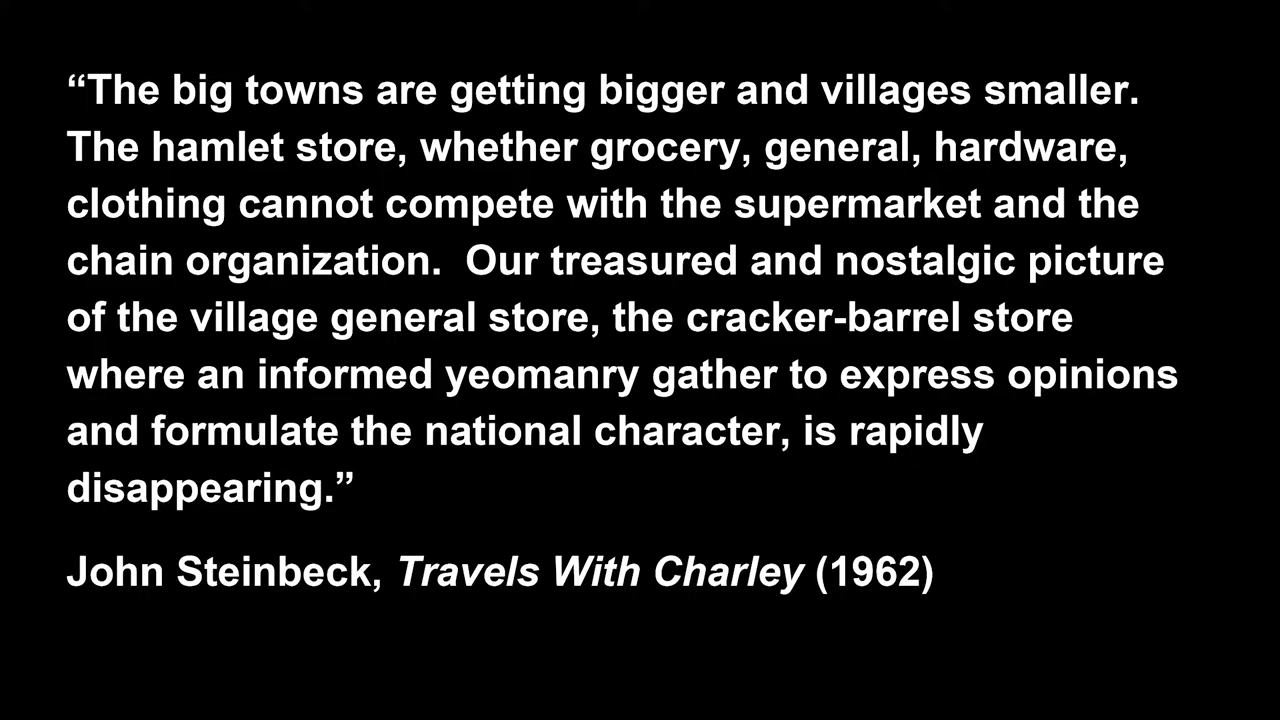 “The big towns are getting bigger and villages smaller.
The hamlet store, whether grocery, general, hardware,
clothing cannot compete with the supermarket and the
chain organization.  Our treasured and nostalgic picture
of the village general store, the cracker-barrel store
where an informed yeomanry gather to express opinions
and formulate the national character, is rapidly
disappearing.”
John Steinbeck, Travels With Charley (1962)